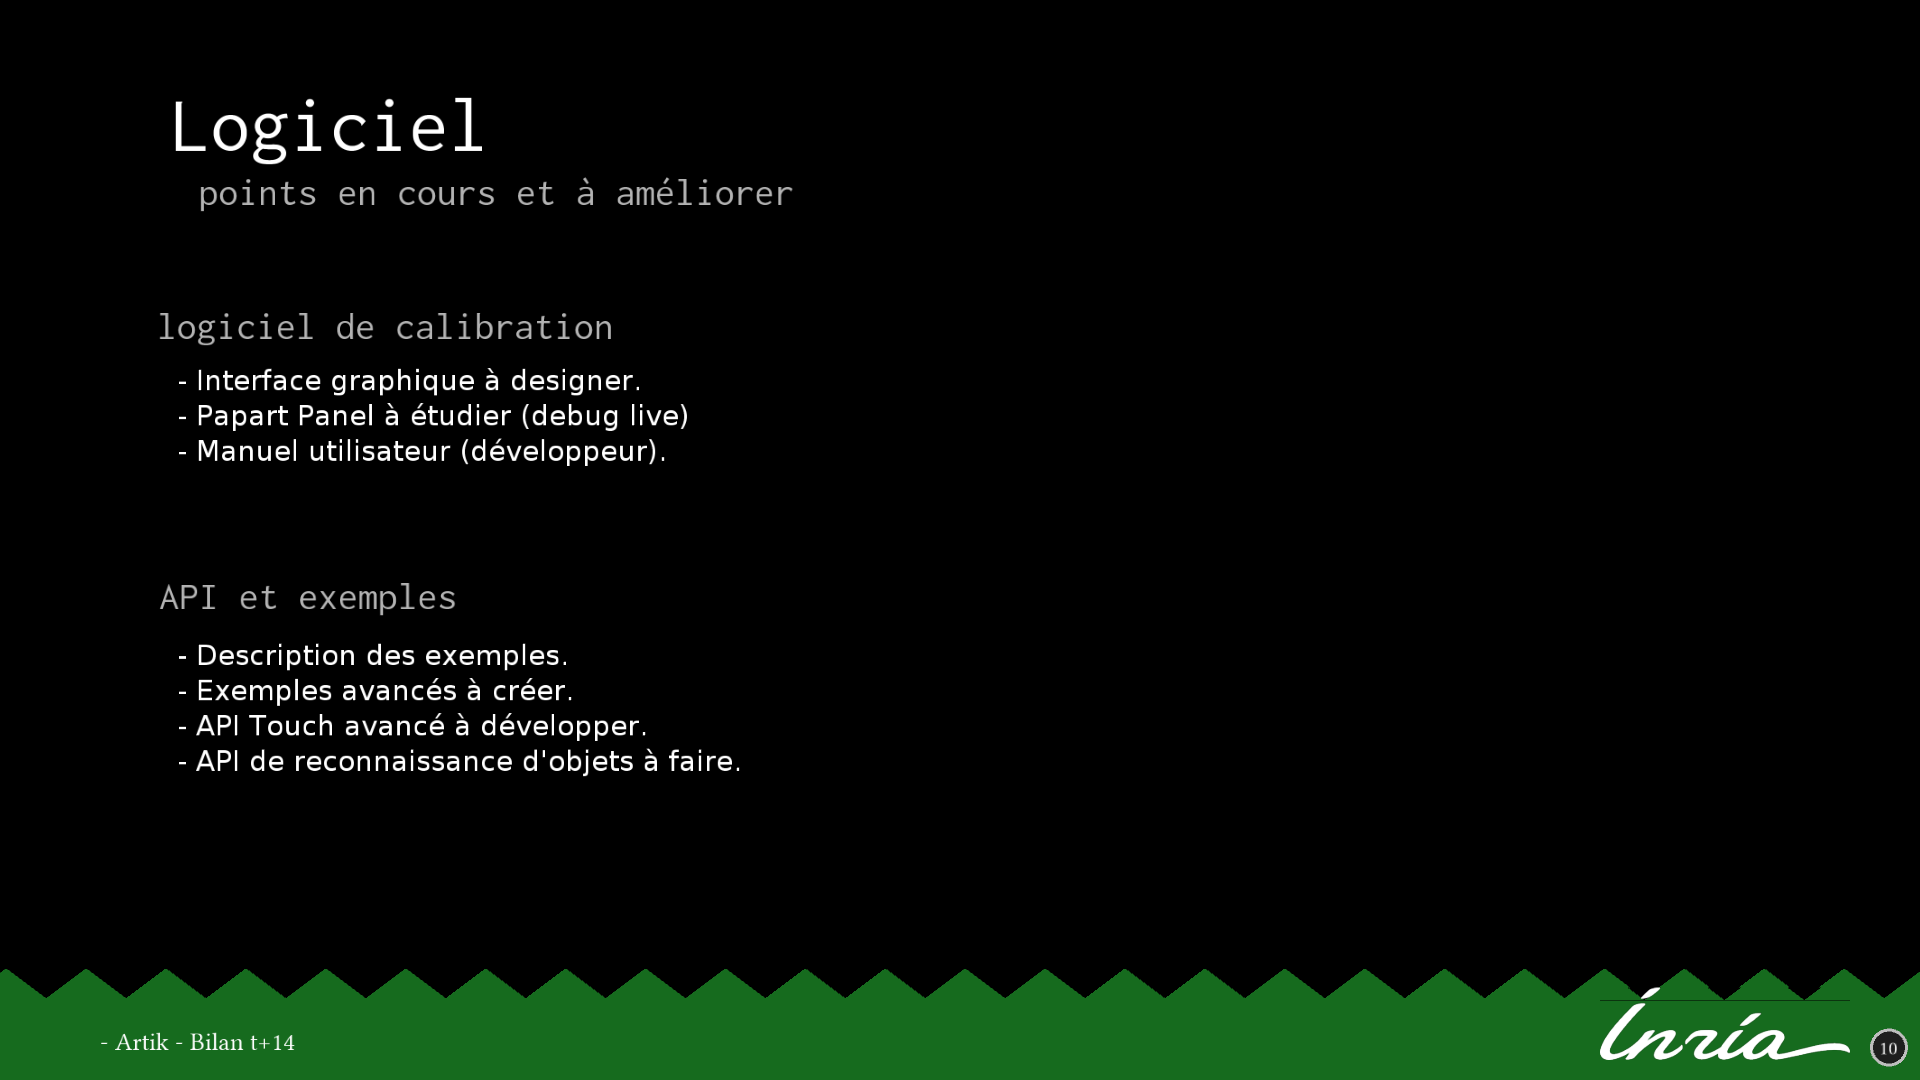 Logiciel
points en cours et à améliorer
logiciel de calibration
- Interface graphique à designer.
- Papart Panel à étudier (debug live)
- Manuel utilisateur (développeur).
API et exemples
- Description des exemples.
- Exemples avancés à créer.
- API Touch avancé à développer.
- API de reconnaissance d'objets à faire.
- Artik - Bilan t+14
Inria
10